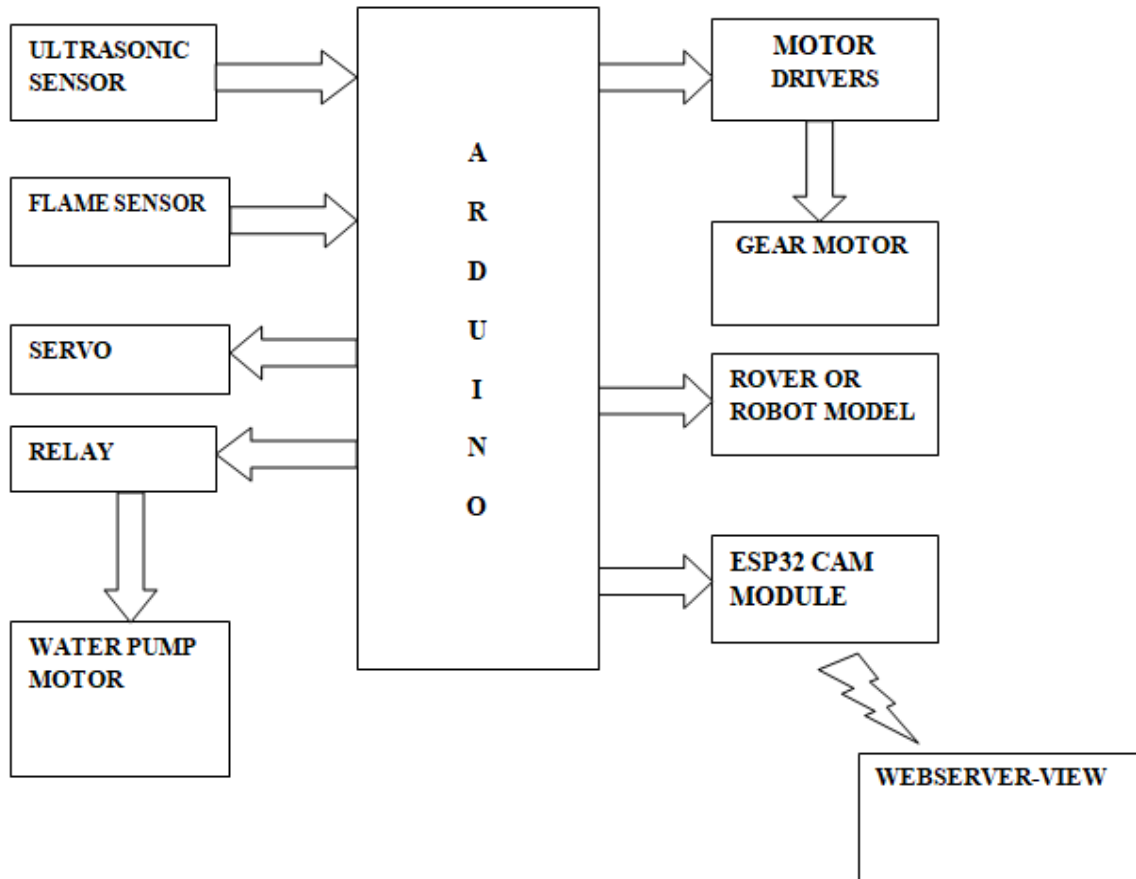 ULTRASONIC
SENSOR
FLAME SENSOR
SERVO
RELAY
WATER PUMP
MOTOR
A
R
D
U
I
N
O
MOTOR
DRIVERS
GEAR MOTOR
ROVER OR
ROBOT MODEL
ESP32 CAM
MODULE
WEBSERVER-VIEW